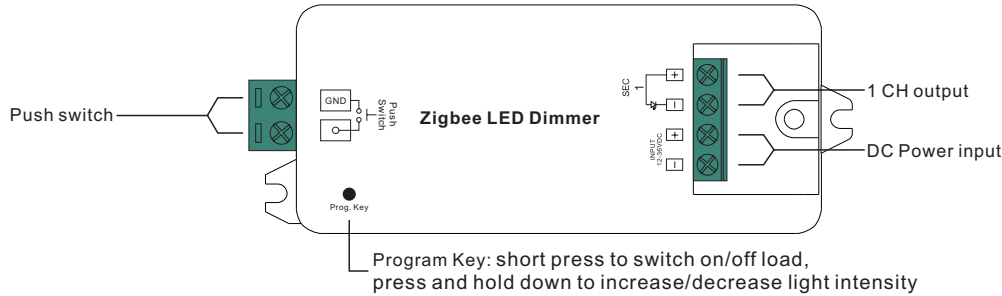 Push switch
GND
Push
Switch
Zigbee LED Dimmer
SEC
1
+
−
INPUT
12-36VDC
+
−
1 CH output
DC Power input
Prog. Key
Program Key: short press to switch on/off load,
press and hold down to increase/decrease light intensity